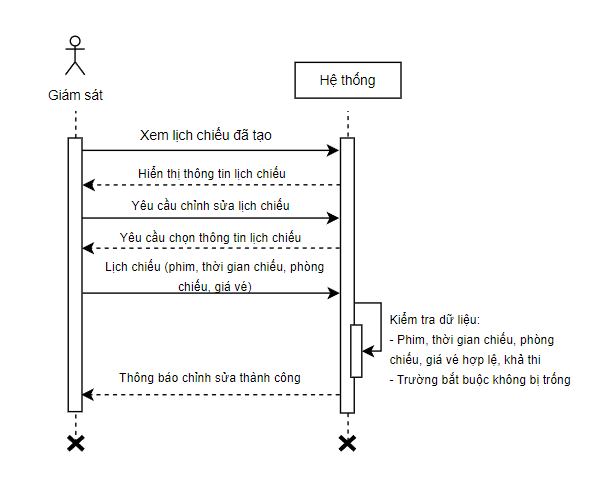 Giám sát
Hệ thống
Xem lịch chiếu đã tạo
Hiển thị thông tin lịch chiếu
Yêu cầu chỉnh sửa lịch chiếu
Yêu cầu chọn thông tin lịch chiếu
Lịch chiếu (phim, thời gian chiếu, phòng
chiếu, giá vé)
Kiểm tra dữ liệu:
- Phim, thời gian chiếu, phòng
chiếu, giá vé hợp lệ, khả thi
- Trường bắt buộc không bị trống
Thông báo chỉnh sửa thành công